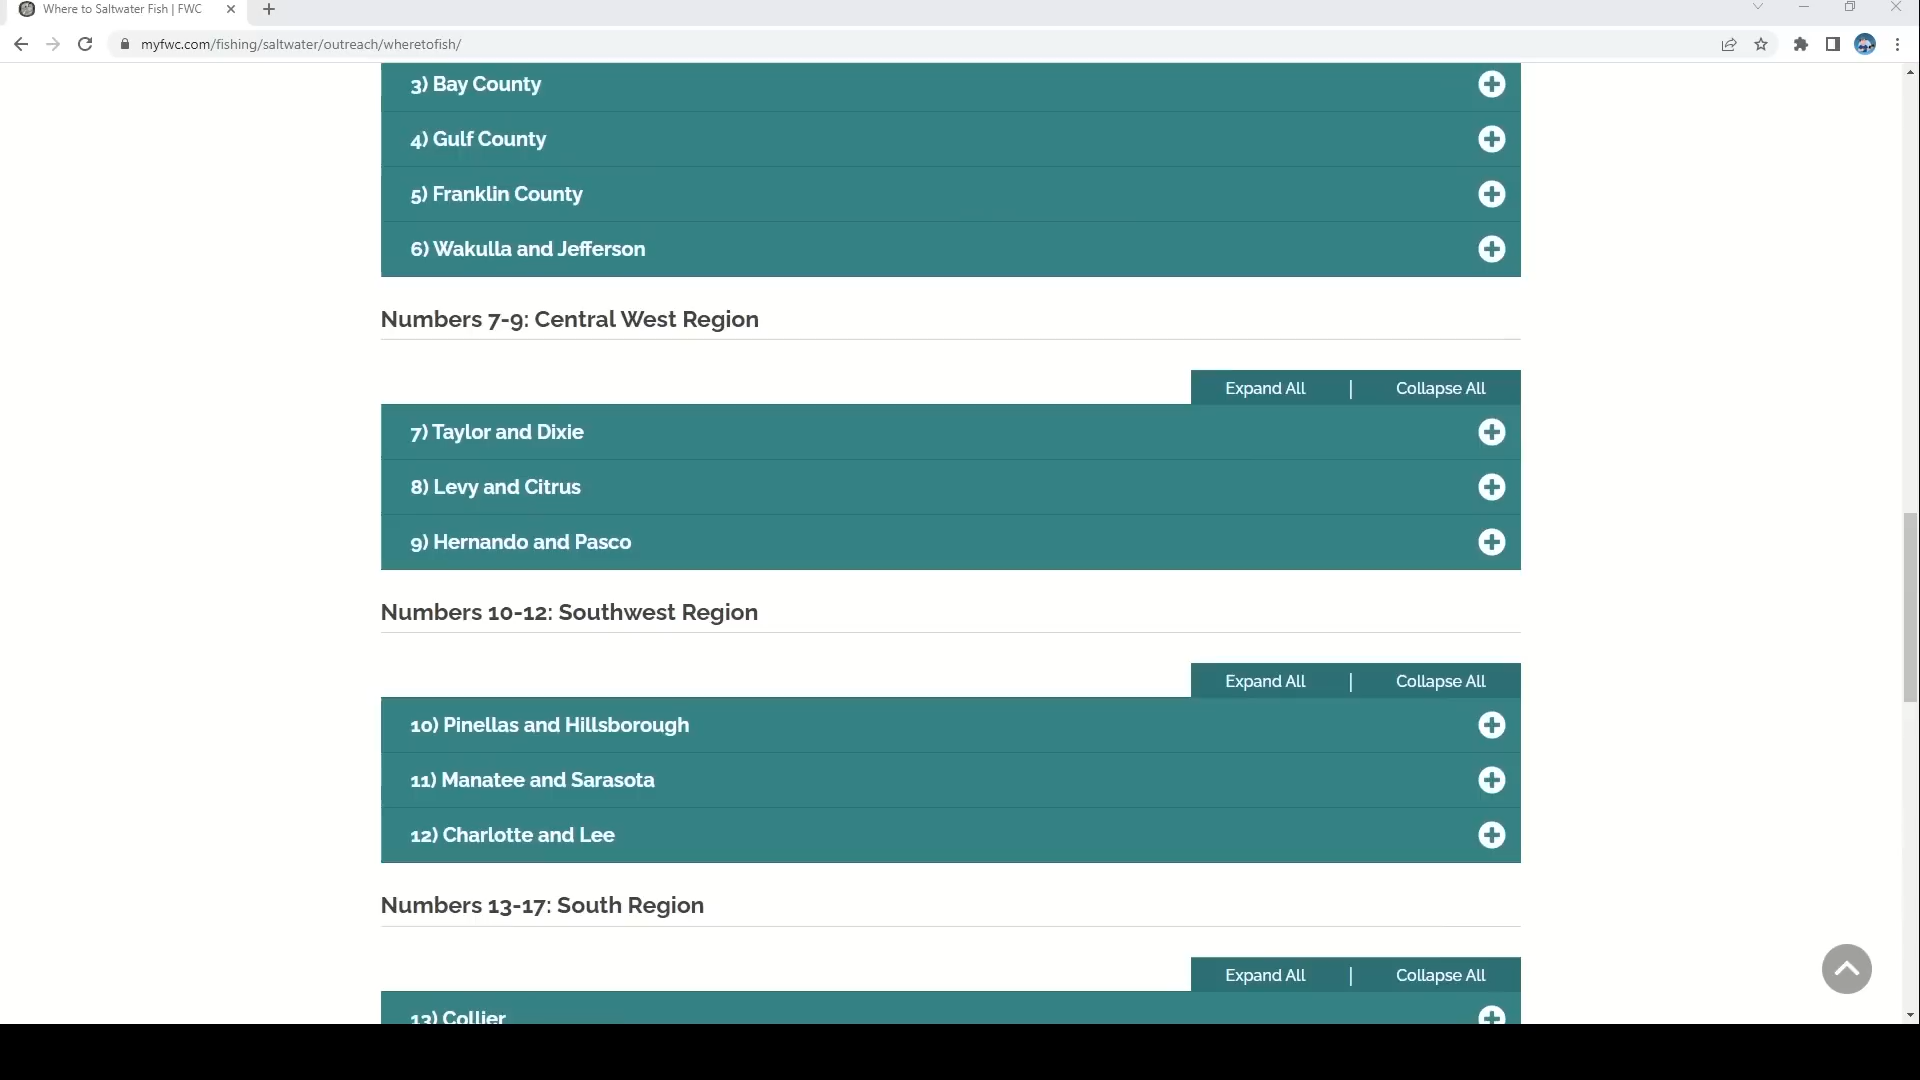 Where to Saltwater Fish | FWC
myfwc.com/fishing/saltwater/outreach/wheretofish/
3) Bay County
4) Gulf County
5) Franklin County
6) Wakulla and Jefferson
Numbers 7-9: Central West Region
Expand All | Collapse All
7) Taylor and Dixie
8) Levy and Citrus
9) Hernando and Pasco
Numbers 10-12: Southwest Region
Expand All | Collapse All
10) Pinellas and Hillsborough
11) Manatee and Sarasota
12) Charlotte and Lee
Numbers 13-17: South Region
Expand All | Collapse All
13) Collier